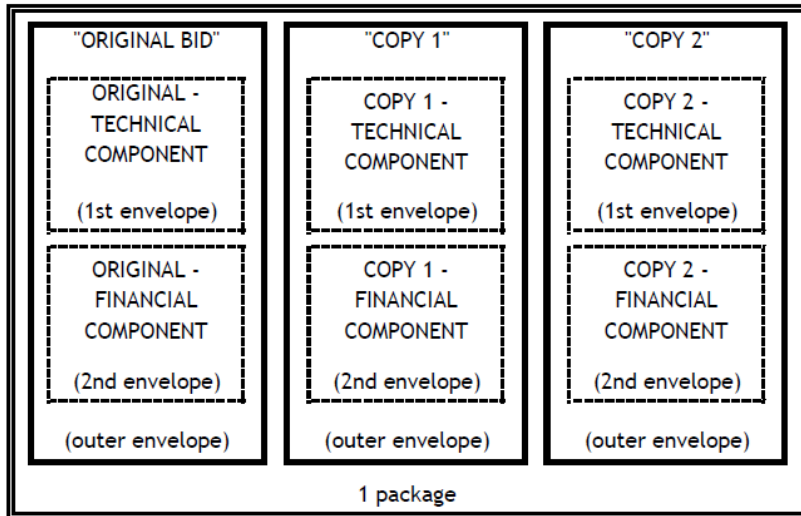 "ORIGINAL BID"
ORIGINAL -
TECHNICAL
COMPONENT
(1st envelope)
ORIGINAL -
FINANCIAL
COMPONENT
(2nd envelope)
(outer envelope)
"COPY 1"
COPY 1 -
TECHNICAL
COMPONENT
(1st envelope)
COPY 1 -
FINANCIAL
COMPONENT
(2nd envelope)
(outer envelope)
"COPY 2"
COPY 2 -
TECHNICAL
COMPONENT
(1st envelope)
COPY 2 -
FINANCIAL
COMPONENT
(2nd envelope)
(outer envelope)
1 package